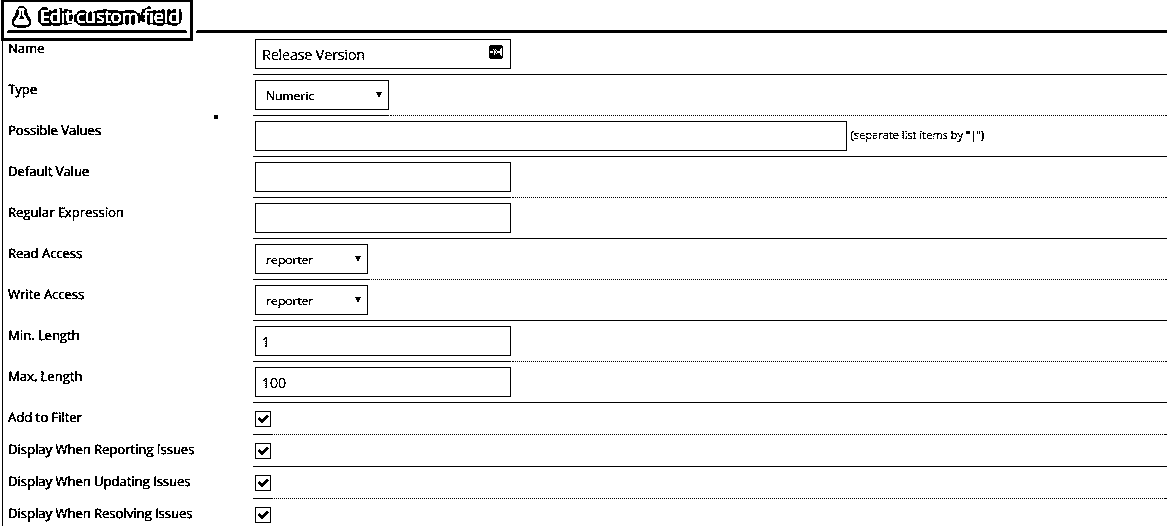 Edit custom field
Name
Release Version
Type
Numeric
Possible Values
(separate list items by "|")
Default Value
Regular Expression
Read Access
reporter
Write Access
reporter
Min. Length
1
Max. Length
100
Add to Filter
Display When Reporting Issues
Display When Updating Issues
Display When Resolving Issues